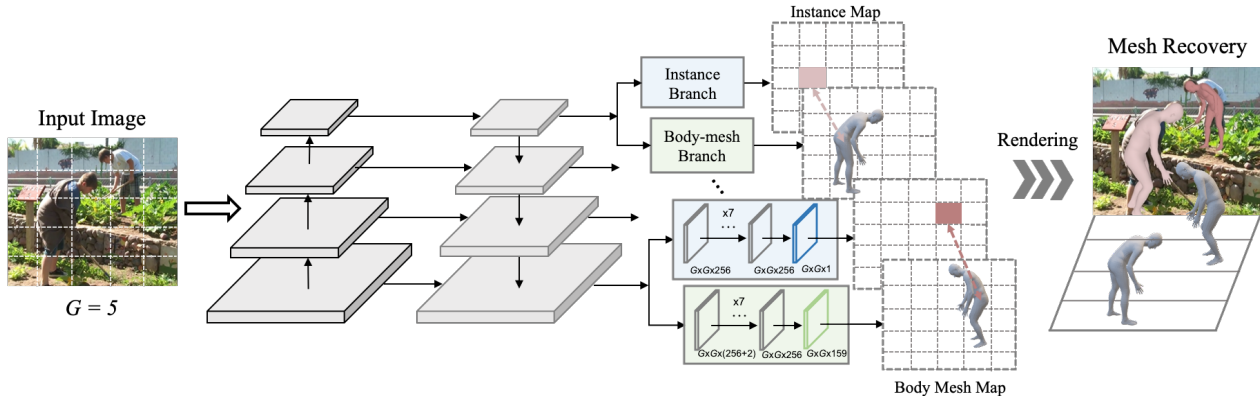 Input Image
G = 5
Instance
Branch
Body-mesh
Branch
...
x7
...
GxGx256
GxGx256
GxGx1
x7
...
GxGx(256+2)
GxGx256
GxGx159
Instance Map
Body Mesh Map
Rendering
Mesh Recovery